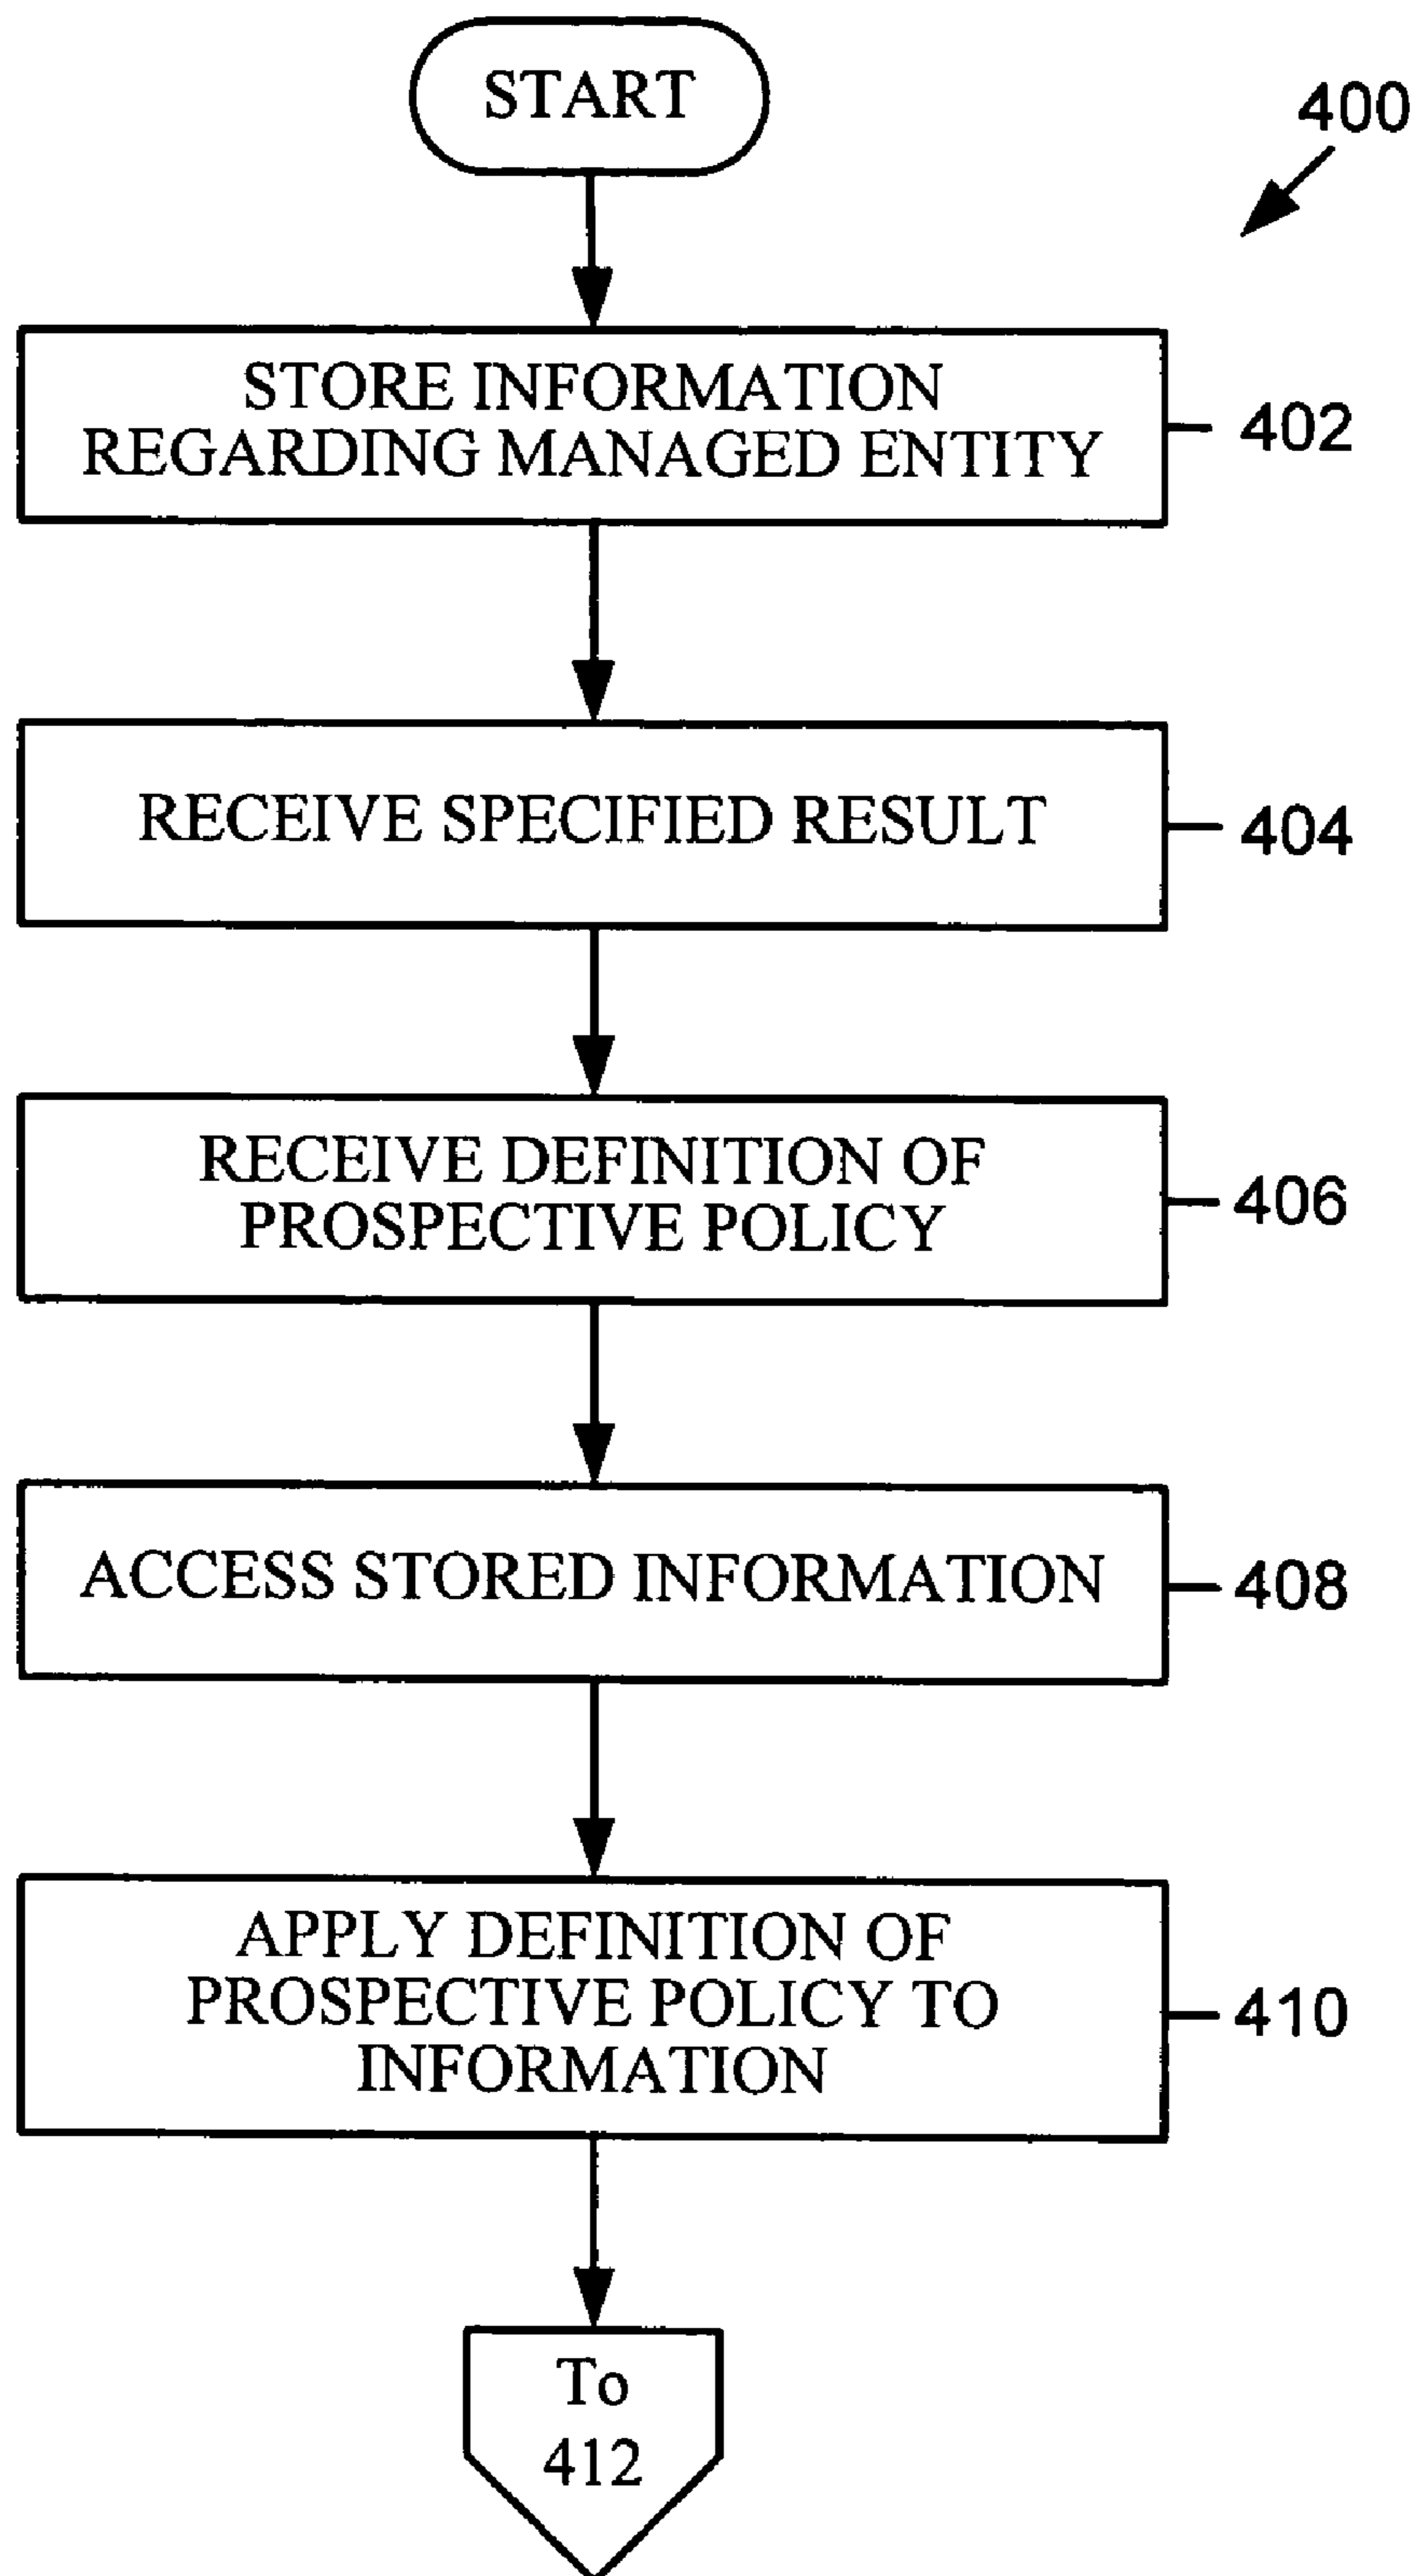 START
400
STORE INFORMATION
REGARDING MANAGED ENTITY
402
RECEIVE SPECIFIED RESULT
404
RECEIVE DEFINITION OF
PROSPECTIVE POLICY
406
ACCESS STORED INFORMATION
408
APPLY DEFINITION OF
PROSPECTIVE POLICY TO
INFORMATION
410
To
412